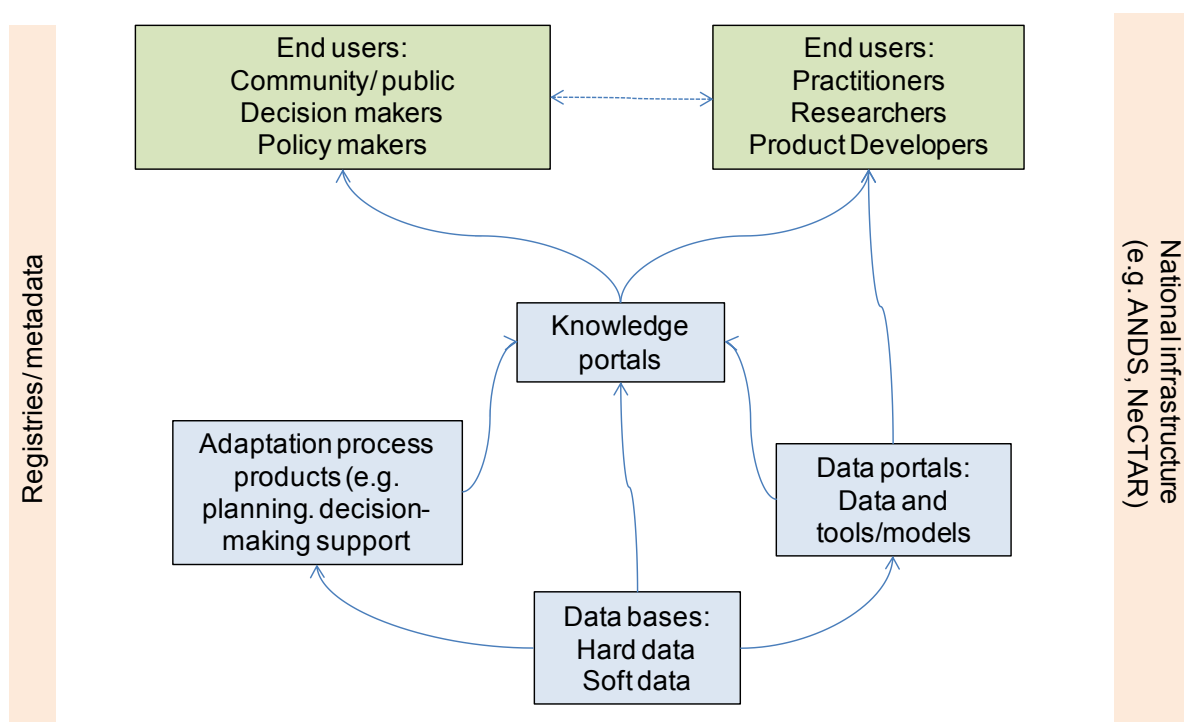 End users:
Community/ public
Decision makers
Policy makers
End users:
Practitioners
Researchers
Product Developers
Registries/ metadata
National infrastructure
(e.g. ANDS, NeCTAR)
Knowledge
portals
Adaptation process
products (e.g.
planning. decision-
making support
Data portals:
Data and
tools/models
Data bases:
Hard data
Soft data